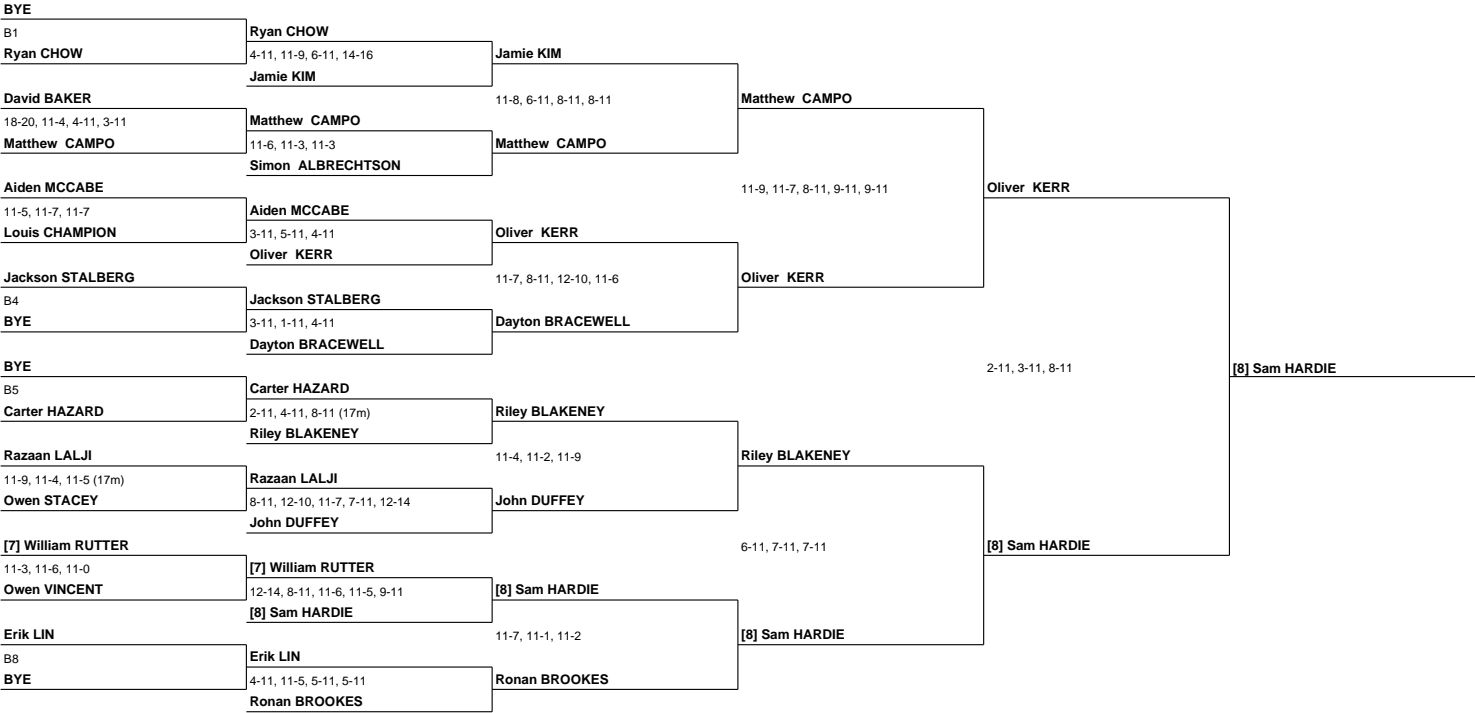 BYE
B1
Ryan CHOW
Ryan CHOW
4-11, 11-9, 6-11, 14-16
Jamie KIM
Jamie KIM
David BAKER
18-20, 11-4, 4-11, 3-11
Matthew CAMPO
Matthew CAMPO
11-6, 11-3, 11-3
Simon ALBRECHTSON
11-8, 6-11, 8-11, 8-11
Matthew CAMPO
Matthew CAMPO
Aiden MCCABE
11-5, 11-7, 11-7
Louis CHAMPION
Aiden MCCABE
3-11, 5-11, 4-11
Oliver KERR
Oliver KERR
11-9, 11-7, 8-11, 9-11, 9-11
Oliver KERR
Jackson STALBERG
B4
BYE
Jackson STALBERG
3-11, 1-11, 4-11
Dayton BRACEWELL
11-7, 8-11, 12-10, 11-6
Dayton BRACEWELL
Oliver KERR
BYE
B5
Carter HAZARD
Carter HAZARD
2-11, 4-11, 8-11 (17m)
Riley BLAKENEY
Riley BLAKENEY
2-11, 3-11, 8-11
[8] Sam HARDIE
Razaan LALJI
11-9, 11-4, 11-5 (17m)
Owen STACEY
Razaan LALJI
8-11, 12-10, 11-7, 7-11, 12-14
John DUFFEY
11-4, 11-2, 11-9
John DUFFEY
Riley BLAKENEY
[7] William RUTTER
11-3, 11-6, 11-0
Owen VINCENT
[7] William RUTTER
12-14, 8-11, 11-6, 11-5, 9-11
[8] Sam HARDIE
[8] Sam HARDIE
6-11, 7-11, 7-11
[8] Sam HARDIE
Erik LIN
B8
BYE
Erik LIN
4-11, 11-5, 5-11, 5-11
Ronan BROOKES
11-7, 11-1, 11-2
Ronan BROOKES
[8] Sam HARDIE